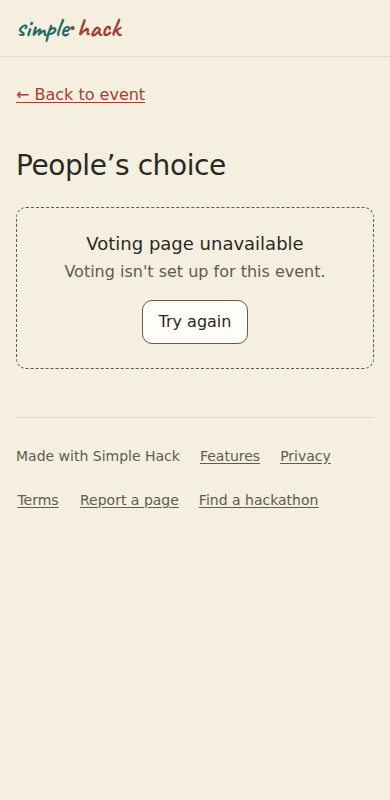 simple•hack
← Back to event
People’s choice
Voting page unavailable
Voting isn't set up for this event.
Try again
Made with Simple Hack Features Privacy
Terms Report a page Find a hackathon